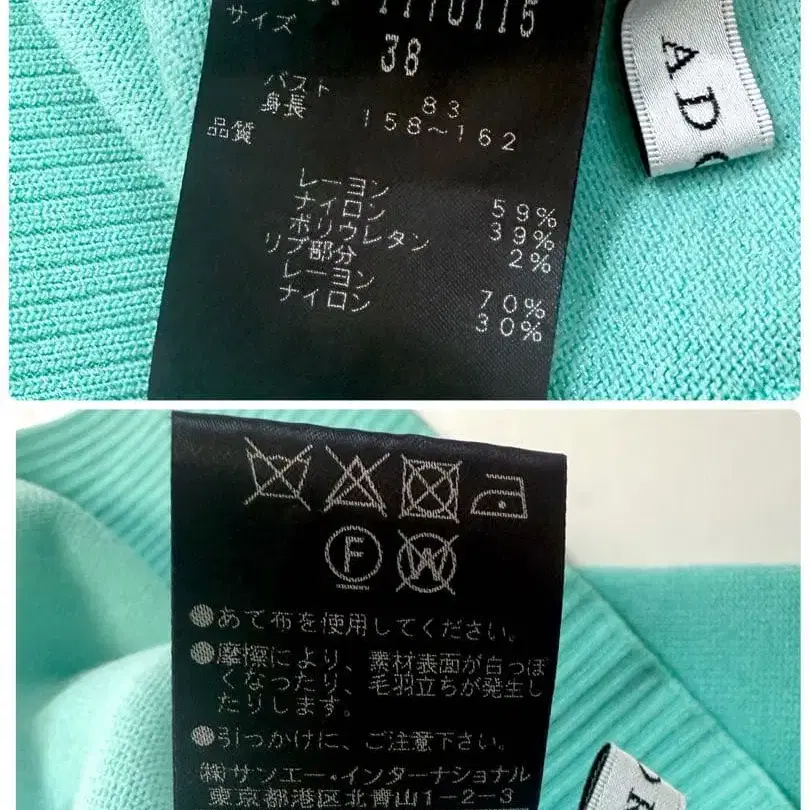 1170115
サイズ
38
バスト 83
身長 158～162
品質
レーヨン 59%
ナイロン 39%
ポリウレタン 2%
リブ部分
レーヨン 70%
ナイロン 30%
AD
F
W
●あて布を使用してください。
●摩擦により、素材表面が白っぽ
くなったり、毛羽立ちが発生し
たりします。
●引っかけに、ご注意下さい。
㈱サンエー・インターナショナル
東京都港区北青山1-2-3